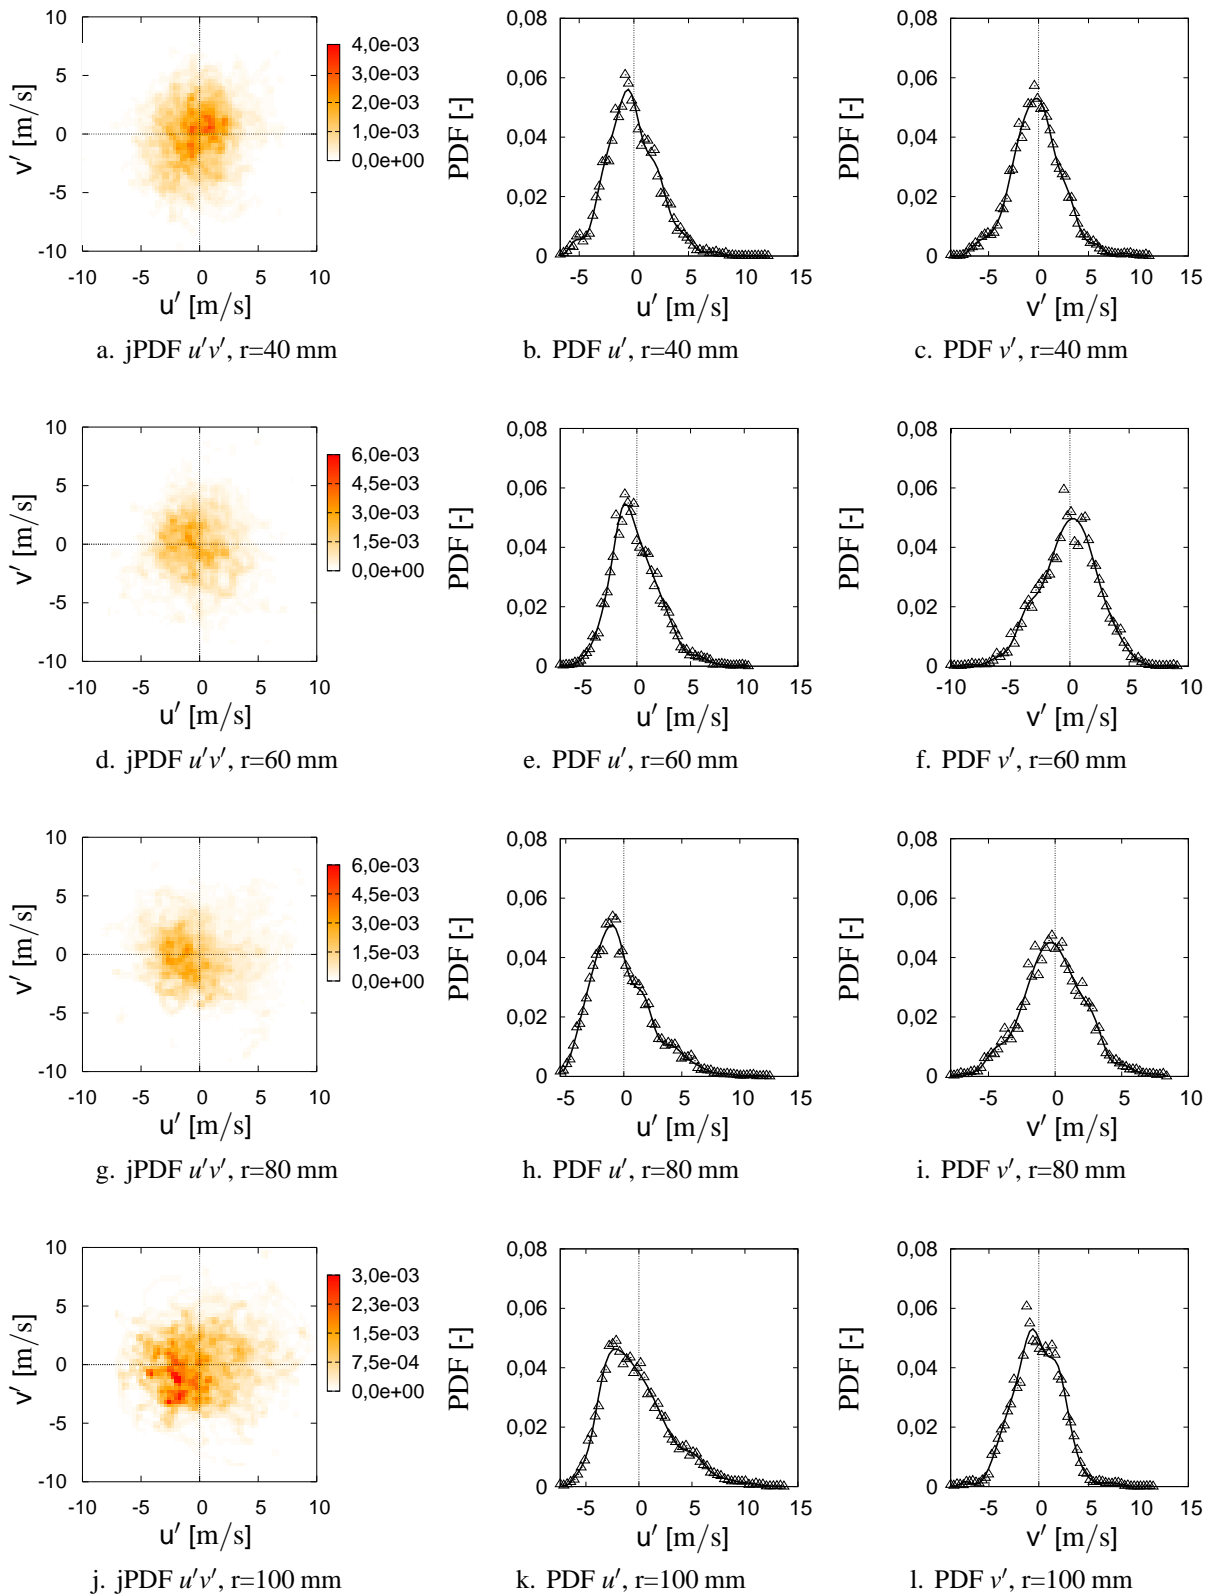 10
5
0
-5
-10
-10 -5 0 5 10
v′ [m/s]
u′ [m/s]
4,0e-03
3,0e-03
2,0e-03
1,0e-03
0,0e+00
a. jPDF u′v′, r=40 mm
0,08
0,06
0,04
0,02
0
-5 0 5 10 15
PDF [-]
u′ [m/s]
b. PDF u′, r=40 mm
0,08
0,06
0,04
0,02
0
-5 0 5 10 15
PDF [-]
v′ [m/s]
c. PDF v′, r=40 mm
10
5
0
-5
-10
-10 -5 0 5 10
v′ [m/s]
u′ [m/s]
6,0e-03
4,5e-03
3,0e-03
1,5e-03
0,0e+00
d. jPDF u′v′, r=60 mm
0,08
0,06
0,04
0,02
0
-5 0 5 10 15
PDF [-]
u′ [m/s]
e. PDF u′, r=60 mm
0,08
0,06
0,04
0,02
0
-10 -5 0 5 10
PDF [-]
v′ [m/s]
f. PDF v′, r=60 mm
10
5
0
-5
-10
-10 -5 0 5 10
v′ [m/s]
u′ [m/s]
6,0e-03
4,5e-03
3,0e-03
1,5e-03
0,0e+00
g. jPDF u′v′, r=80 mm
0,08
0,06
0,04
0,02
0
-5 0 5 10 15
PDF [-]
u′ [m/s]
h. PDF u′, r=80 mm
0,08
0,06
0,04
0,02
0
-5 0 5 10
PDF [-]
v′ [m/s]
i. PDF v′, r=80 mm
10
5
0
-5
-10
-10 -5 0 5 10
v′ [m/s]
u′ [m/s]
3,0e-03
2,3e-03
1,5e-03
7,5e-04
0,0e+00
j. jPDF u′v′, r=100 mm
0,08
0,06
0,04
0,02
0
-5 0 5 10 15
PDF [-]
u′ [m/s]
k. PDF u′, r=100 mm
0,08
0,06
0,04
0,02
0
-5 0 5 10 15
PDF [-]
v′ [m/s]
l. PDF v′, r=100 mm